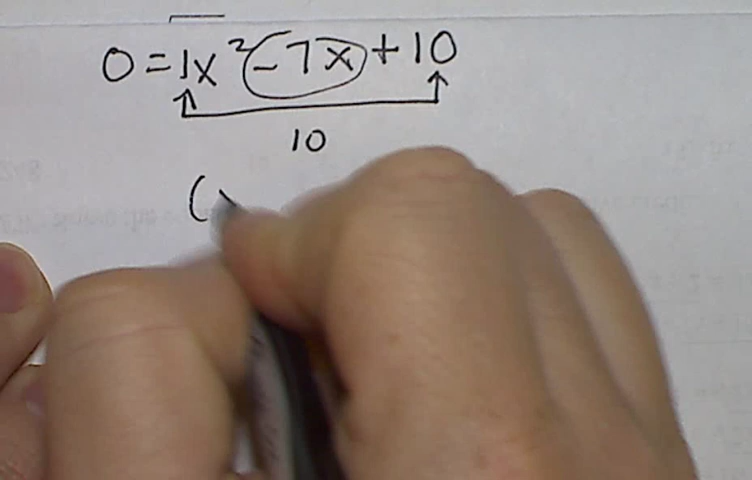 0 = 1x² - 7x + 10
10
(x